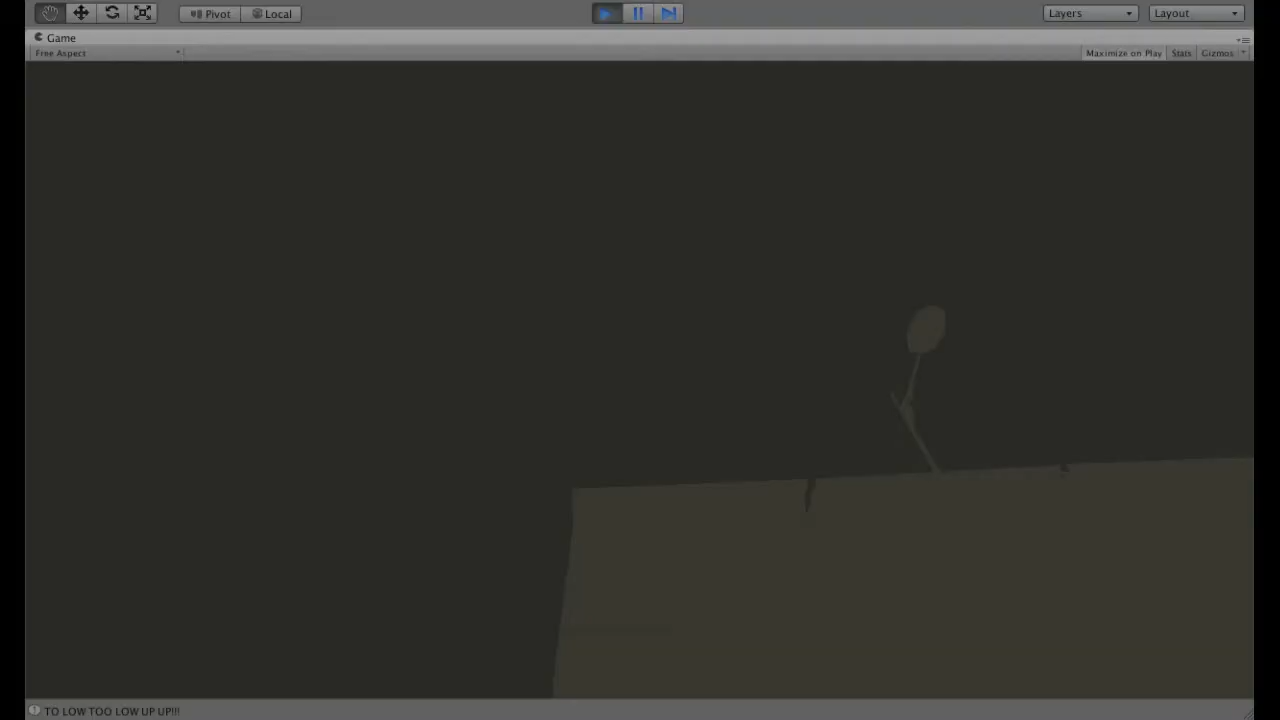 Pivot Local Layers Layout
Game
Free Aspect Maximize on Play Stats Gizmos
TO LOW TOO LOW UP UP!!!